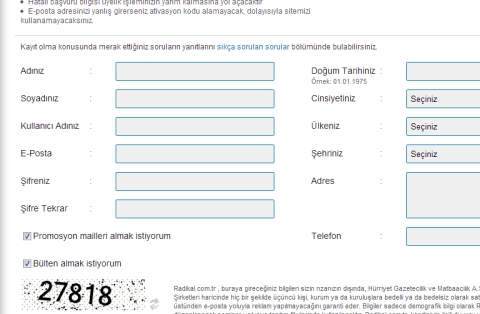 Hatalı başvuru bilgisi üyelik işleminizin yarım kalmasına yol açacaktır
E-posta adresinizi yanlış girerseniz ativasyon kodu alamayacak, dolayısıyla sitemizi
kullanamayacaksınız.
Kayıt olma konusunda merak ettiğiniz soruların yanıtlarını sıkça sorulan sorular bölümünde bulabilirsiniz.
Adınız :
Doğum Tarihiniz :
Örnek: 01.01.1975
Soyadınız :
Cinsiyetiniz : Seçiniz
Kullanıcı Adınız :
Ülkeniz : Seçiniz
E-Posta :
Şehriniz : Seçiniz
Şifreniz :
Adres :
Şifre Tekrar :
Promosyon mailleri almak istiyorum
Telefon :
Bülten almak istiyorum
27818
Radikal.com.tr , buraya gireceğiniz bilgileri sizin rızanızın dışında, Hürriyet Gazetecilik ve Matbaacılık A.Ş
Şirketleri haricinde hiç bir şekilde üçüncü kişi, kurum ya da kuruluşlara bedelli ya da bedelsiz olarak
üstünden e-posta yoluyla reklam yapılmayacağını garanti eder. Bilgiler sadece demografik bilgi olarak